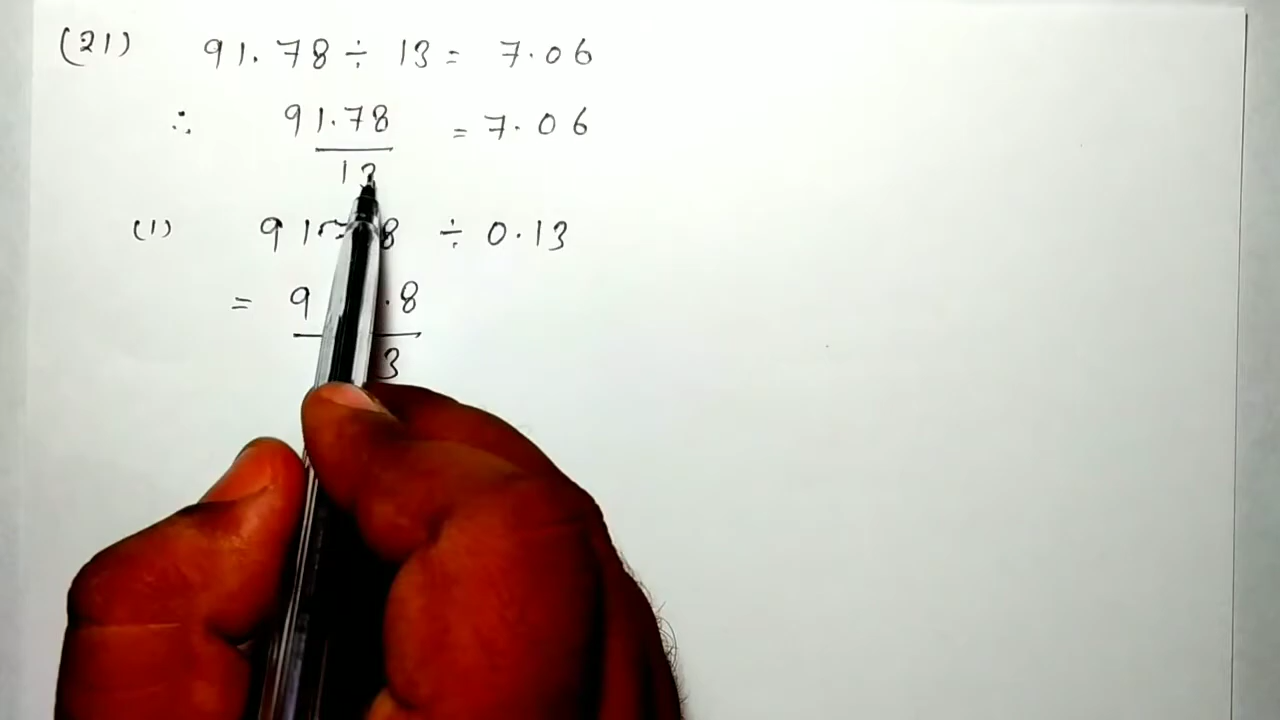 (21) 91.78 ÷ 13 = 7.06
∴ 91.78 = 7.06
13
(1) 91 8 ÷ 0.13
= 9 .8
3